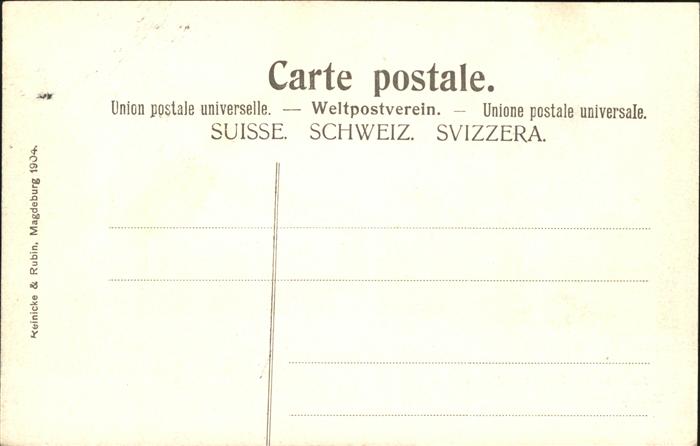 Carte postale.
Union postale universelle. — Weltpostverein. — Unione postale universale.
SUISSE. SCHWEIZ. SVIZZERA.
Reinicke & Rubin, Magdeburg 1904.